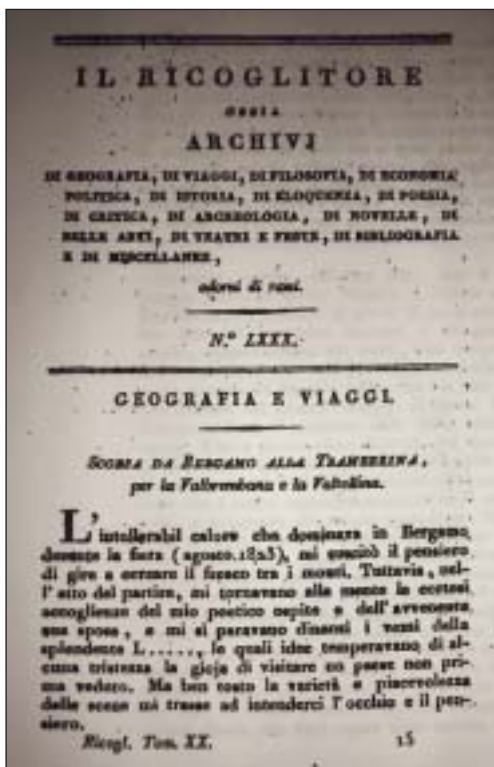 IL RICOGLITORE
OSSIA
ARCHIVJ
DI GEOGRAFIA, DI VIAGGI, DI FILOSOFIA, DI ECONOMIA
POLITICA, DI ISTORIA, DI ELOQUENZA, DI POESIA,
DI CRITICA, DI ARCHEOLOGIA, DI NOVELLE, DI
BELLE ARTI, DI TEATRI E FESTE, DI BIBLIOGRAFIA
E DI MISCELLANEE,
adorni di rami.
N.° LXXX.
GEOGRAFIA E VIAGGI.
SCORSA DA BERGAMO ALLA TRAMEZZINA,
per la Valbrembana e la Valtellina.
L'intollerabil calore che dominava in Bergamo
durante la fiera (agosto 1823), mi suscitò il pensiero
di gire a cercare il fresco tra i monti. Tuttavia, nel-
l'atto del partire, mi tornavano alla mente le cortesi
accoglienze del mio poetico ospite e dell'avvenente
sua sposa, e mi si paravano dinanzi i vezzi della
splendente L....., le quali idee temperavano di al-
cuna tristezza la gioja di visitare un paese non pri-
ma veduto. Ma ben tosto la varietà e piacevolezza
delle scene mi trasse ad intenderci l'occhio e il pen-
siero.
Ricogl. Tom. XX. 15